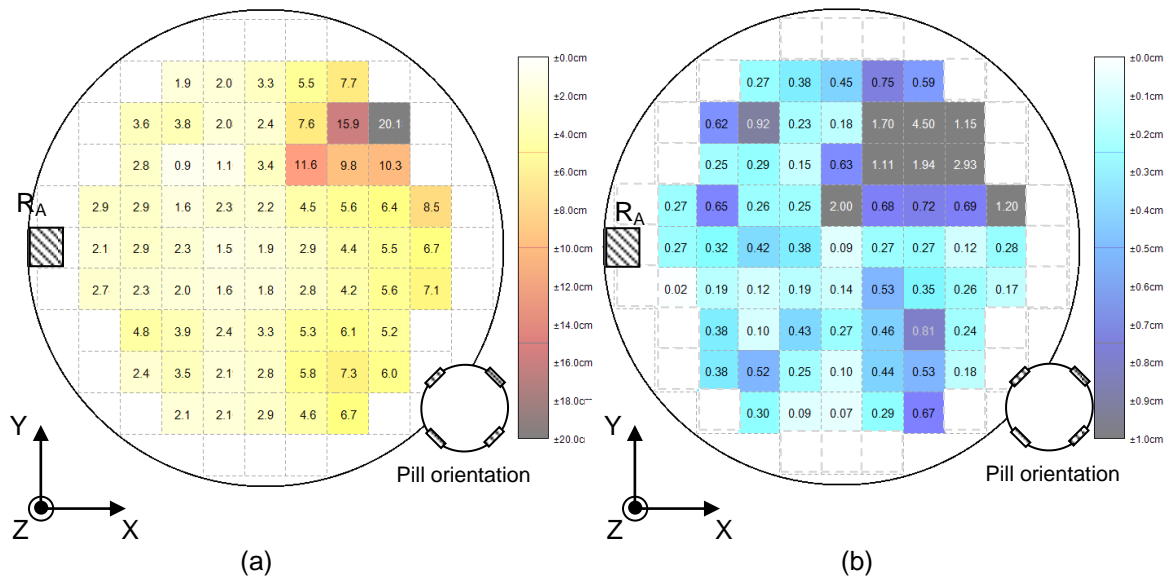 ±0.0cm
±2.0cm
±4.0cm
±6.0cm
±8.0cm
±10.0cm
±12.0cm
±14.0cm
±16.0cm
±18.0cm
±20.0cm
1.9 2.0 3.3 5.5 7.7
3.6 3.8 2.0 2.4 7.6 15.9 20.1
2.8 0.9 1.1 3.4 11.6 9.8 10.3
2.9 2.9 1.6 2.3 2.2 4.5 5.6 6.4 8.5
2.1 2.9 2.3 1.5 1.9 2.9 4.4 5.5 6.7
2.7 2.3 2.0 1.6 1.8 2.8 4.2 5.6 7.1
4.8 3.9 2.4 3.3 5.3 6.1 5.2
2.4 3.5 2.1 2.8 5.8 7.3 6.0
2.1 2.1 2.9 4.6 6.7
RA
Y
Z
X
Pill orientation
(a)
±0.0cm
±0.1cm
±0.2cm
±0.3cm
±0.4cm
±0.5cm
±0.6cm
±0.7cm
±0.8cm
±0.9cm
±1.0cm
0.27 0.38 0.45 0.75 0.59
0.62 0.92 0.23 0.18 1.70 4.50 1.15
0.25 0.29 0.15 0.63 1.11 1.94 2.93
0.27 0.65 0.26 0.25 2.00 0.68 0.72 0.69 1.20
0.27 0.32 0.42 0.38 0.09 0.27 0.27 0.12 0.28
0.02 0.19 0.12 0.19 0.14 0.53 0.35 0.26 0.17
0.38 0.10 0.43 0.27 0.46 0.81 0.24
0.38 0.52 0.25 0.10 0.44 0.53 0.18
0.30 0.09 0.07 0.29 0.67
RA
Y
Z
X
Pill orientation
(b)